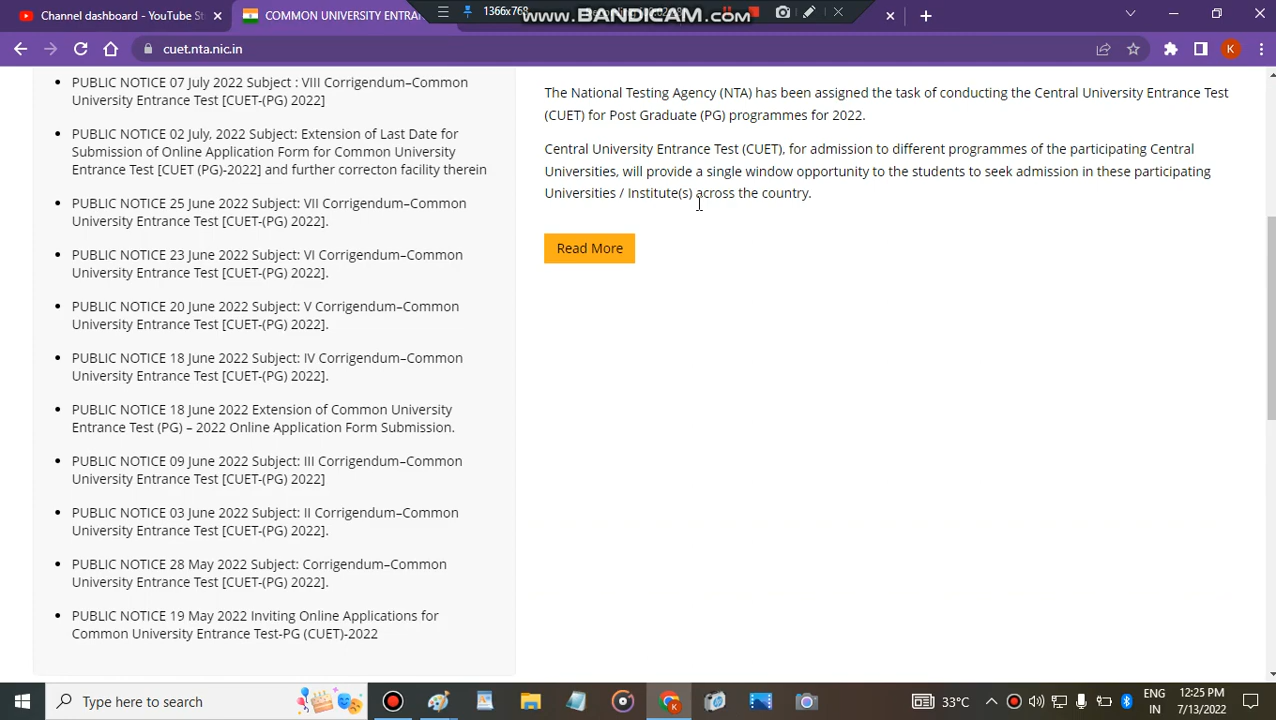 Channel dashboard - YouTube St
COMMON UNIVERSITY ENTRAN
1366x768
www.BANDICAM.com
cuet.nta.nic.in
K
PUBLIC NOTICE 07 July 2022 Subject : VIII Corrigendum–Common
University Entrance Test [CUET-(PG) 2022]
PUBLIC NOTICE 02 July, 2022 Subject: Extension of Last Date for
Submission of Online Application Form for Common University
Entrance Test [CUET (PG)-2022] and further correcton facility therein
PUBLIC NOTICE 25 June 2022 Subject: VII Corrigendum–Common
University Entrance Test [CUET-(PG) 2022].
PUBLIC NOTICE 23 June 2022 Subject: VI Corrigendum–Common
University Entrance Test [CUET-(PG) 2022].
PUBLIC NOTICE 20 June 2022 Subject: V Corrigendum–Common
University Entrance Test [CUET-(PG) 2022].
PUBLIC NOTICE 18 June 2022 Subject: IV Corrigendum–Common
University Entrance Test [CUET-(PG) 2022].
PUBLIC NOTICE 18 June 2022 Extension of Common University
Entrance Test (PG) – 2022 Online Application Form Submission.
PUBLIC NOTICE 09 June 2022 Subject: III Corrigendum–Common
University Entrance Test [CUET-(PG) 2022]
PUBLIC NOTICE 03 June 2022 Subject: II Corrigendum–Common
University Entrance Test [CUET-(PG) 2022].
PUBLIC NOTICE 28 May 2022 Subject: Corrigendum–Common
University Entrance Test [CUET-(PG) 2022].
PUBLIC NOTICE 19 May 2022 Inviting Online Applications for
Common University Entrance Test-PG (CUET)-2022
The National Testing Agency (NTA) has been assigned the task of conducting the Central University Entrance Test
(CUET) for Post Graduate (PG) programmes for 2022.
Central University Entrance Test (CUET), for admission to different programmes of the participating Central
Universities, will provide a single window opportunity to the students to seek admission in these participating
Universities / Institute(s) across the country.
Read More
Type here to search
33°C
ENG
IN
12:25 PM
7/13/2022